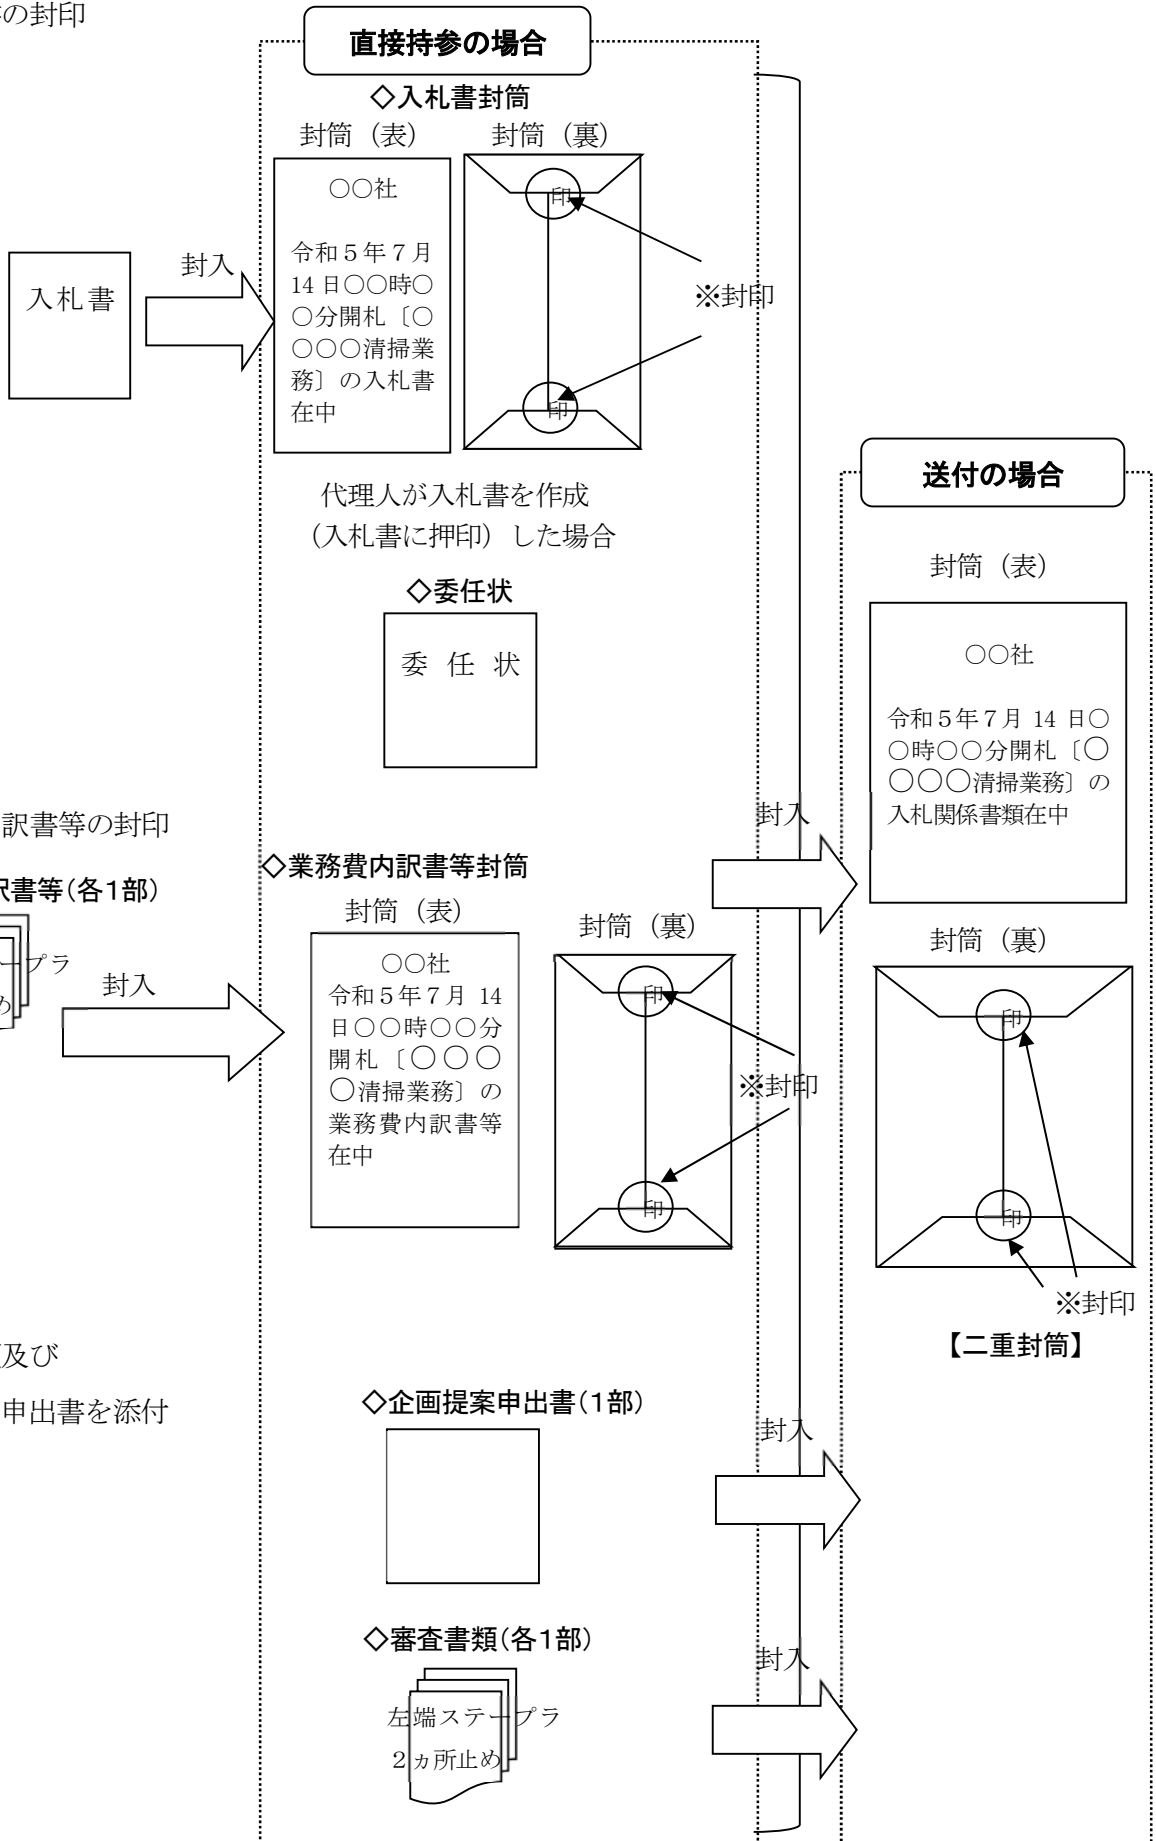 の封印
直接持参の場合
◇入札書封筒
封筒（表）
封筒（裏）
○○社
令和５年７月
14 日○○時○
○分開札〔○
○○○清掃業
務〕の入札書
在中
印
印
※封印
入札書
封入
代理人が入札書を作成
（入札書に押印）した場合
◇委任状
委 任 状
訳書等の封印
訳書等（各１部）
ープラ
め
封入
◇業務費内訳書等封筒
封筒（表）
封筒（裏）
○○社
令和５年７月 14
日○○時○○分
開札〔○○○
○清掃業務〕の
業務費内訳書等
在中
印
印
※封印
封入
送付の場合
封筒（表）
○○社
令和５年７月 14 日○
○時○○分開札〔○
○○○清掃業務〕の
入札関係書類在中
封筒（裏）
印
印
※封印
【二重封筒】
及び
申出書を添付
◇企画提案申出書（１部）
封入
◇審査書類（各１部）
左端ステープラ
２ヵ所止め
封入